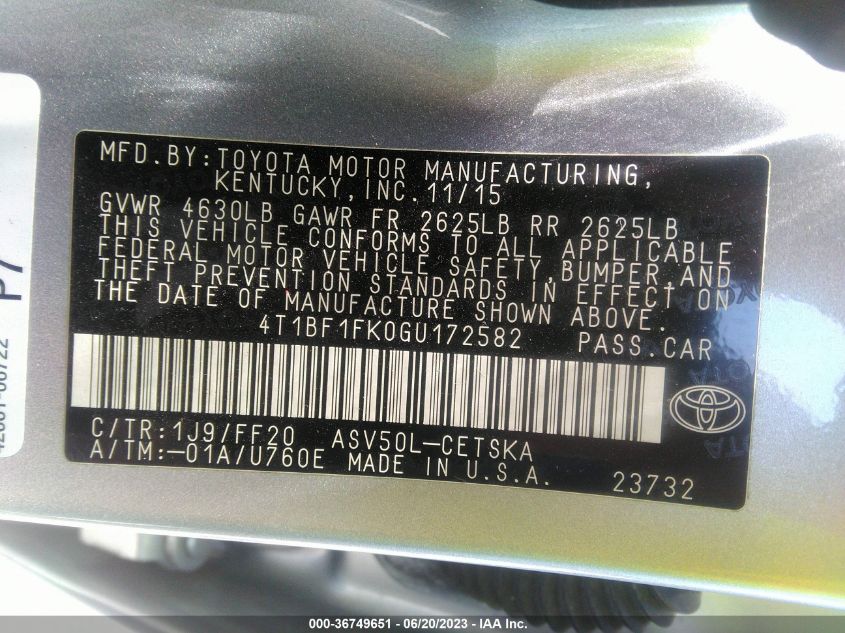 MFD.BY:TOYOTA MOTOR MANUFACTURING,
KENTUCKY,INC. 11/15
GVWR 4630LB GAWR FR 2625LB RR 2625LB
THIS VEHICLE CONFORMS TO ALL APPLICABLE
FEDERAL MOTOR VEHICLE SAFETY,BUMPER,AND
THEFT PREVENTION STANDARDS IN EFFECT ON
THE DATE OF MANUFACTURE SHOWN ABOVE.
4T1BF1FK0GU172582 PASS.CAR
C/TR:1J9/FF20 ASV50L-CETSKA
A/TM:-01A/U760E MADE IN U.S.A. 23732
P7
000-36749651 / 06/20/2023 - IAA Inc.